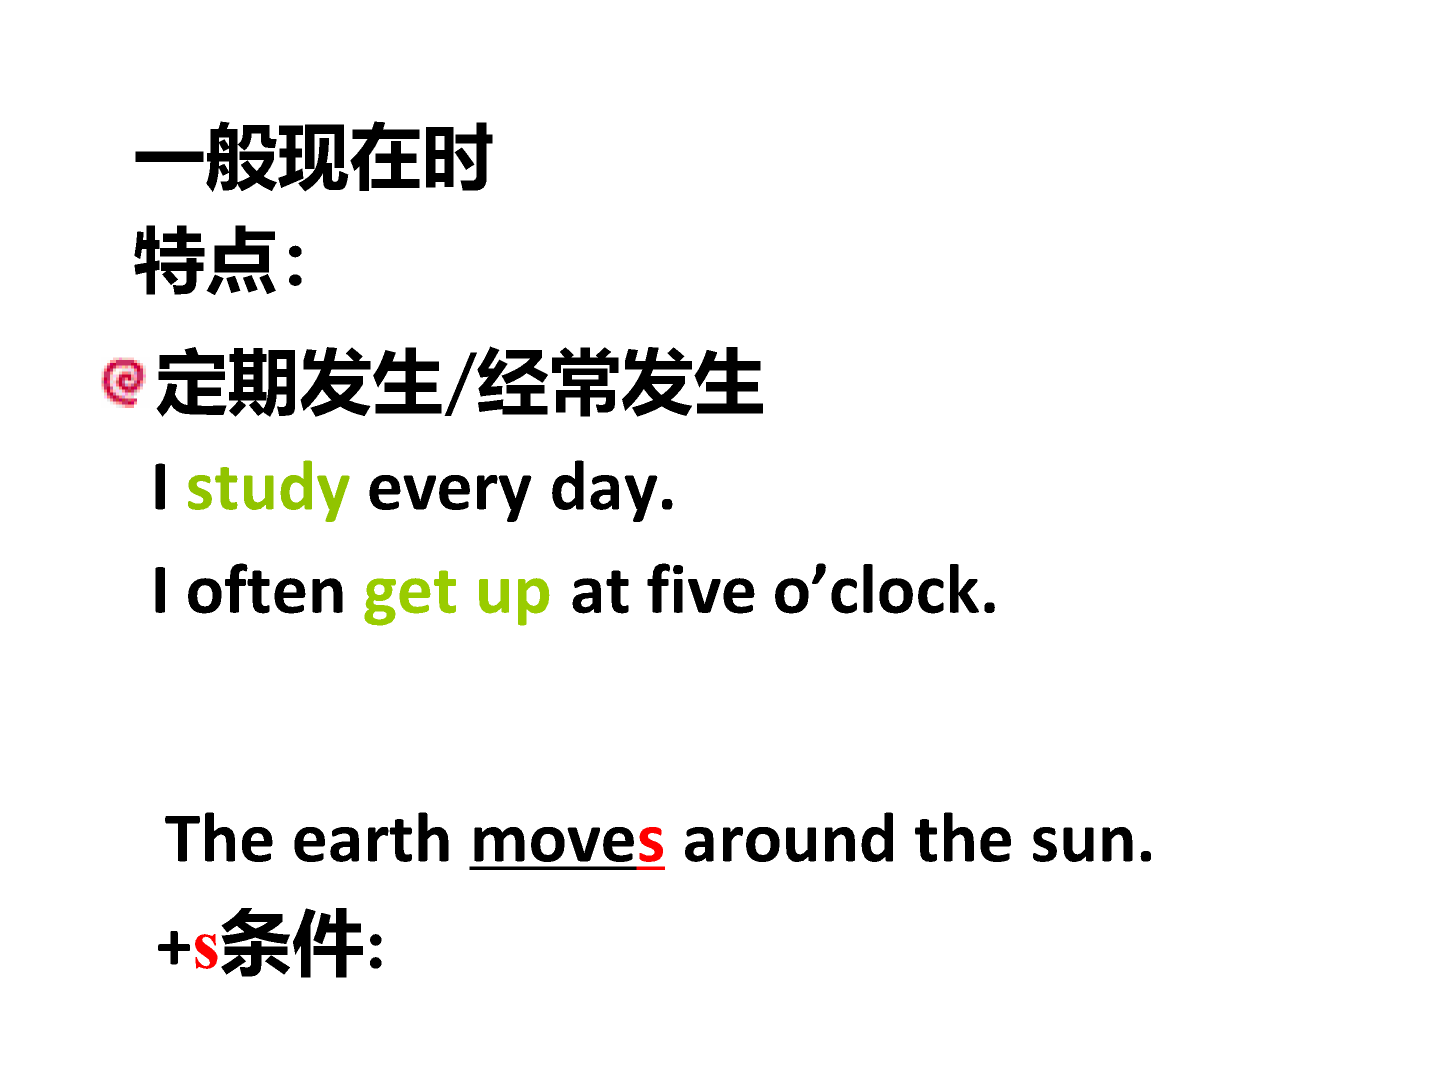 一般现在时
特点：
定期发生/经常发生
I study every day.
I often get up at five o’clock.
The earth moves around the sun.
+s条件: